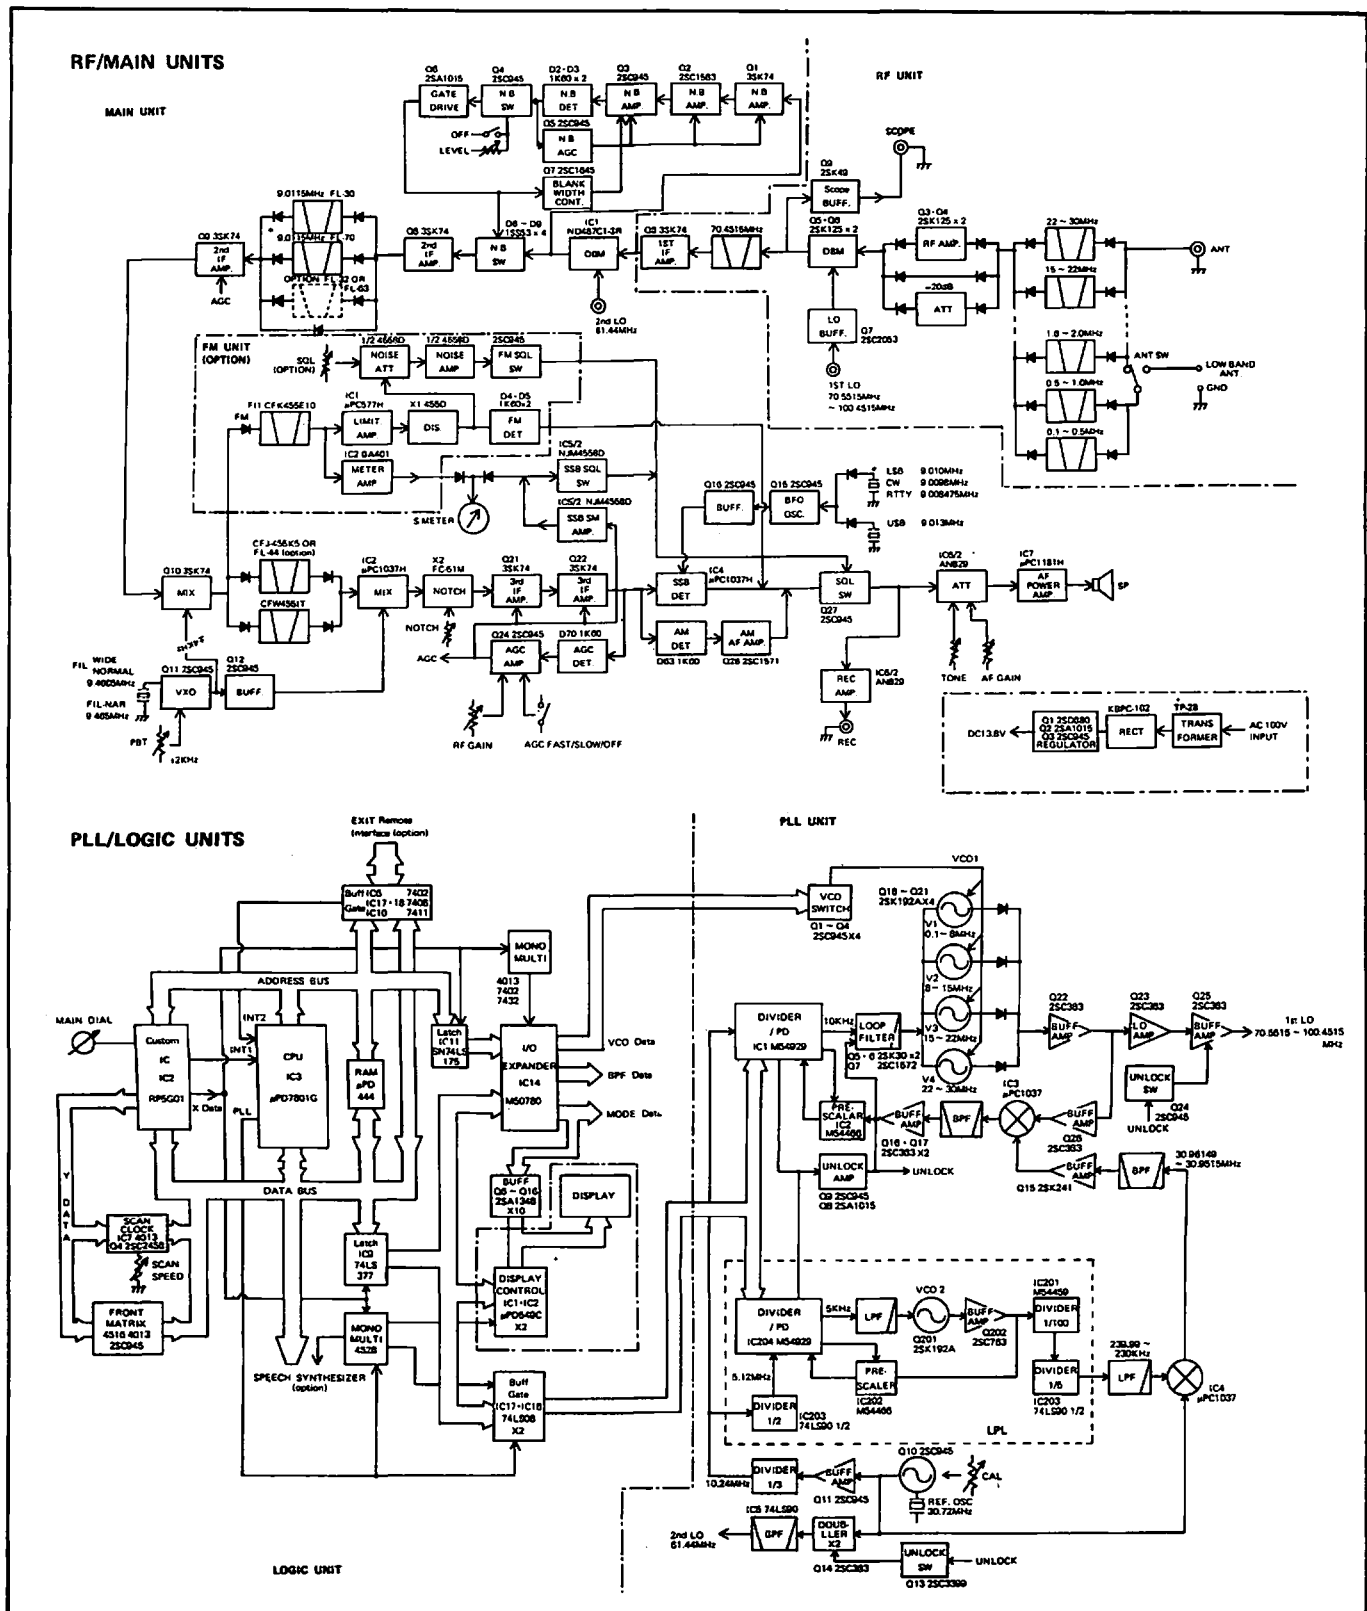 RF/MAIN UNITS
MAIN UNIT
RF UNIT
Q6
2SA1015
GATE
DRIVE
Q4
2SC945
N.B
SW
D2-D3
1K60 x 2
N.B
DET
Q3
2SC945
N.B
AMP.
Q2
2SC1583
N.B
AMP.
Q1
3SK74
N.B
AMP.
OFF
LEVEL
Q5 2SC945
N.B
AGC
Q7 2SC1645
BLANK
WIDTH
CONT.
SCOPE
Q9
2SK49
Scope
BUFF.
9.0115MHz FL-30
9.0115MHz FL-70
OPTION FL-32 OR
FL-63
Q9 3SK74
2nd
IF
AMP.
AGC
Q8 3SK74
2nd
IF
AMP.
D6 ~ D9
1SS53 x 4
N.B
SW
IC1
ND487C1-3R
DBM
2nd LO
61.44MHz
Q8 3SK74
1ST
IF
AMP.
70.4515MHz
Q5·Q6
2SK125 x 2
DBM
Q3·Q4
2SK125 x 2
RF AMP.
-20dB
ATT
LO
BUFF.
Q7
2SC2053
1ST LO
70.5515MHz
~ 100.4515
MHz
22 ~ 30MHz
15 ~ 22MHz
1.6 ~ 2.0MHz
0.5 ~ 1.0MHz
0.1 ~ 0.5MHz
ANT
ANT SW
LOW BAND
ANT.
GND
FM UNIT
(OPTION)
SQL
(OPTION)
1/2 4558D
NOISE
ATT
1/2 4558D
NOISE
AMP
2SC945
FM SQL
SW
FM
FI1 CFK455E10
IC1
μPC577H
LIMIT
AMP
X1 455D
DIS.
D4·D5
1K60x2
FM
DET
IC2 GA401
METER
AMP
S METER
IC5/2
NJM4558D
SSB SQL
SW
IC5/2 NJM4558D
SSB SM
AMP.
Q16 2SC945
BUFF.
Q15 2SC945
BFO
OSC.
LSB 9.010MHz
CW 9.0098MHz
RTTY 9.008475MHz
USB 9.013MHz
CFJ-455K5 OR
FL-44 (option)
CFW455IT
Q10 3SK74
MIX
IC2
μPC1037H
MIX
X2
FC-51M
NOTCH
NOTCH
Q21
3SK74
3rd
IF
AMP.
Q22
3SK74
3rd
IF
AMP.
IC4
μPC1037H
SSB
DET
SQL
SW
Q27
2SC945
IC6/2
AN829
ATT
IC7
μPC1181H
AF
POWER
AMP
SP
AM
DET
D63 1K60
AM
AF AMP.
Q26 2SC1571
Q24 2SC945
AGC
AMP
D70 1K60
AGC
DET.
AGC
RF GAIN
AGC FAST/SLOW/OFF
TONE
AF GAIN
IC6/2
AN829
REC
AMP.
REC
FIL WIDE
NORMAL
9.4665MHz
FIL-NAR
9.465MHz
Q11 2SC945
VXO
Q12
2SC945
BUFF.
PBT
±2KHz
Q1 2SD880
Q2 2SA1015
Q3 2SC945
REGULATOR
DC13.8V
KBPC-102
RECT
TP-28
TRANS
FORMER
AC 100V
INPUT
PLL/LOGIC UNITS
PLL UNIT
EXIT Remote
(interface (option)
Buff IC6 7402
IC17·18 7408
Gate IC10 7411
ADDRESS BUS
MAIN DIAL
Custom
IC
IC2
RP5G01
INT2
INT1
CPU
IC3
μPD7801G
X Data
PLL
RAM
μPD
444
Latch
IC11
SN74LS
175
MONO
MULTI
4013
7402
7432
I/O
EXPANDER
IC14
M50780
VCO Data
BPF Data
MODE Data
DATA BUS
Y DATA
SCAN
CLOCK
IC7 4013
Q4 2SC2458
SCAN
SPEED
FRONT
MATRIX
4516 4013
2SC945
Latch
IC9
74LS
377
MONO
MULTI
4528
SPEECH SYNTHESIZER
(option)
BUFF
Q6 ~ Q16
2SA1348
X10
DISPLAY
DISPLAY
CONTROL
IC1·IC2
μPD549C
X2
Buff
Gate
IC17·IC18
74LS08
X2
LOGIC UNIT
VCO
SWITCH
Q1 ~ Q4
2SC945X4
VCO1
Q18 ~ Q21
2SK192AX4
V1
0.1 ~ 8MHz
V2
8 ~ 15MHz
V3
15 ~ 22MHz
V4
22 ~ 30MHz
DIVIDER
/ PD
IC1 M54929
10KHz
LOOP
FILTER
Q5·6 2SK30 x2
Q7 2SC1572
Q22
2SC383
BUFF
AMP
Q23
2SC383
LO
AMP
Q25
2SC383
BUFF
AMP
1st LO
70.5515 ~ 100.4515
MHz
UNLOCK
SW
Q24
2SC945
UNLOCK
PRE-
SCALAR
IC2
M54466
BUFF
AMP
Q16·Q17
2SC383 X2
BPF
IC3
μPC1037
BUFF
AMP
Q26
2SC383
UNLOCK
AMP
Q9 2SC945
Q8 2SA1015
UNLOCK
BUFF
AMP
Q15 2SK241
BPF
30.96149
~ 30.9515MHz
DIVIDER
/ PD
IC204 M54929
5KHz
LPF
VCO 2
Q201
2SK192A
BUFF
AMP
Q202
2SC763
IC201
M54459
DIVIDER
1/100
DIVIDER
1/5
IC203
74LS90 1/2
PRE-
SCALER
IC202
M54466
5.12MHz
DIVIDER
1/2
IC203
74LS90 1/2
LPL
239.99 ~
230KHz
LPF
IC4
μPC1037
10.24MHz
DIVIDER
1/3
IC5 74LS90
BUFF
AMP
Q11 2SC945
Q10 2SC945
CAL
REF. OSC
30.72MHz
2nd LO
61.44MHz
BPF
DOUB-
LLER
X2
Q14 2SC383
UNLOCK
SW
Q13 2SC3399
UNLOCK